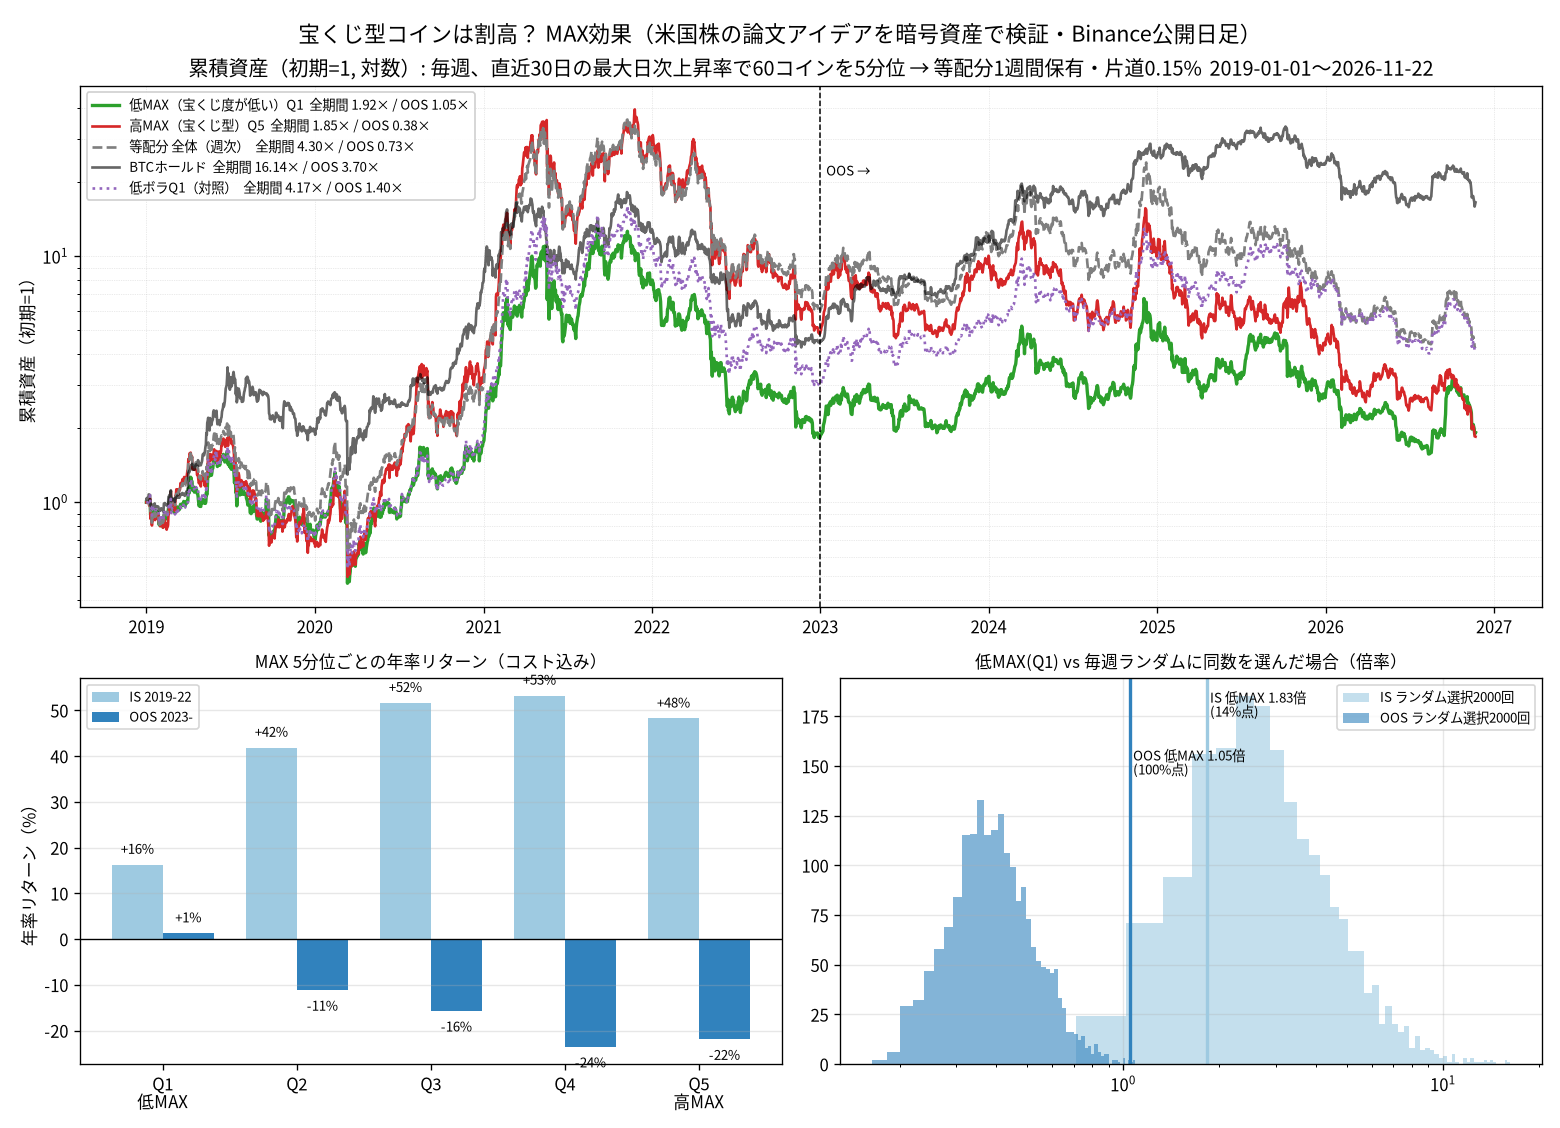 宝くじ型コインは割高？ MAX効果（米国株の論文アイデアを暗号資産で検証・Binance公開日足）
累積資産（初期=1, 対数）: 毎週、直近30日の最大日次上昇率で60コインを5分位 → 等配分1週間保有・片道0.15% 2019-01-01～2026-11-22
低MAX（宝くじ度が低い）Q1 全期間 1.92× / OOS 1.05×
高MAX（宝くじ型）Q5 全期間 1.85× / OOS 0.38×
等配分 全体（週次） 全期間 4.30× / OOS 0.73×
BTCホールド 全期間 16.14× / OOS 3.70×
低ボラQ1（対照） 全期間 4.17× / OOS 1.40×
OOS →
累積資産（初期=1）
10¹
10⁰
2019 2020 2021 2022 2023 2024 2025 2026 2027
MAX 5分位ごとの年率リターン（コスト込み）
IS 2019-22
OOS 2023-
年率リターン（%）
50
40
30
20
10
0
-10
-20
+16% +42% +52% +53% +48%
+1% -11% -16% -24% -22%
Q1 Q2 Q3 Q4 Q5
低MAX 高MAX
低MAX(Q1) vs 毎週ランダムに同数を選んだ場合（倍率）
IS ランダム選択2000回
OOS ランダム選択2000回
IS 低MAX 1.83倍
(14%点)
OOS 低MAX 1.05倍
(100%点)
175
150
125
100
75
50
25
0
10⁰ 10¹